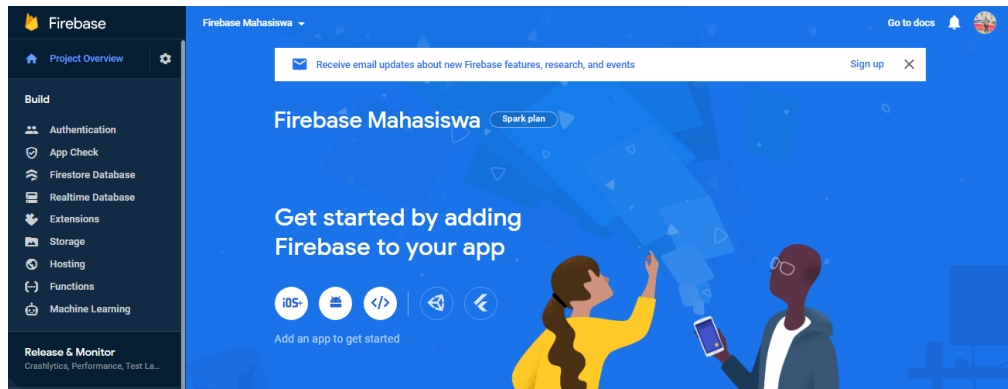 Firebase
Firebase Mahasiswa
Go to docs
Project Overview
Receive email updates about new Firebase features, research, and events
Sign up
Build
Authentication
App Check
Firestore Database
Realtime Database
Extensions
Storage
Hosting
Functions
Machine Learning
Release & Monitor
Crashlytics, Performance, Test La...
Firebase Mahasiswa
Spark plan
Get started by adding
Firebase to your app
iOS+
</>
Add an app to get started